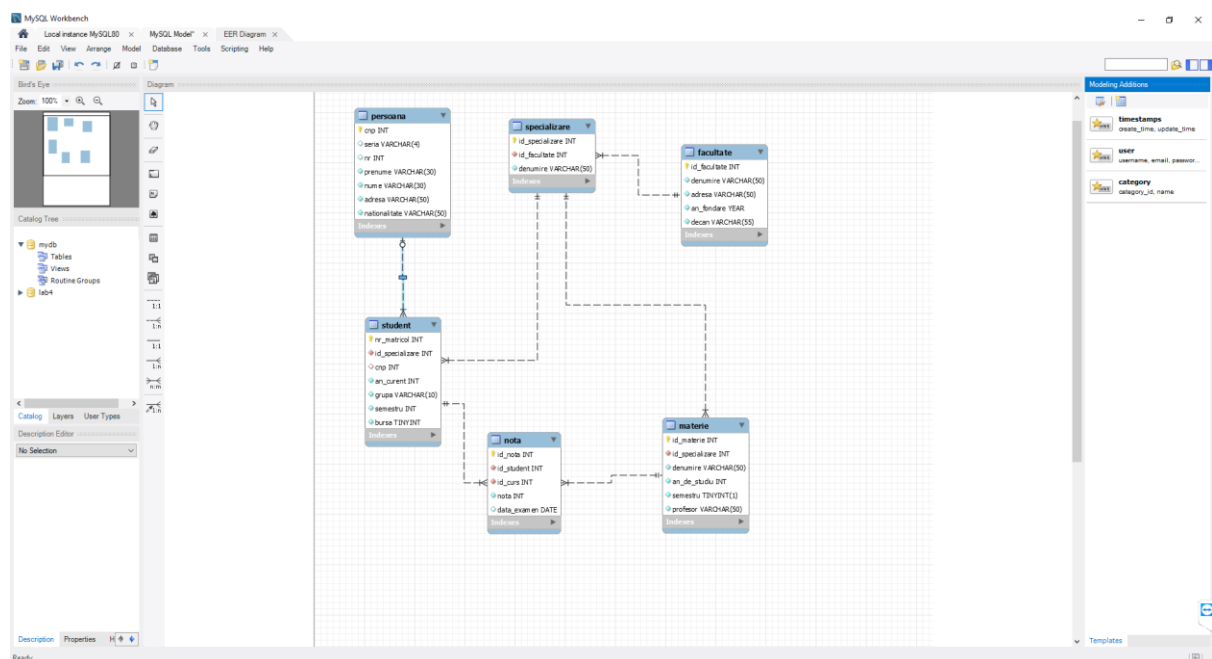 MySQL Workbench
Local instance MySQL80 × MySQL Model* × EER Diagram ×
File Edit View Arrange Model Database Tools Scripting Help
Bird's Eye
Zoom: 100%
Catalog Tree
mydb
Tables
Views
Routine Groups
lab4
Catalog Layers User Types
Description Editor
No Selection
Description Properties H
Ready
Diagram
1:1
1:n
1:1
1:n
n:m
1:n
persoana
cnp INT
seria VARCHAR(4)
nr INT
prenume VARCHAR(30)
nume VARCHAR(30)
adresa VARCHAR(50)
nationalitate VARCHAR(50)
Indexes
specializare
id_specializare INT
id_facultate INT
denumire VARCHAR(50)
Indexes
facultate
id_facultate INT
denumire VARCHAR(50)
adresa VARCHAR(50)
an_fondare YEAR
decan VARCHAR(55)
Indexes
student
nr_matricol INT
id_specializare INT
cnp INT
an_curent INT
grupa VARCHAR(10)
semestru INT
bursa TINYINT
Indexes
nota
id_nota INT
id_student INT
id_curs INT
nota INT
data_examen DATE
Indexes
materie
id_materie INT
id_specializare INT
denumire VARCHAR(50)
an_de_studiu INT
semestru TINYINT(1)
profesor VARCHAR(50)
Indexes
Modeling Additions
timestamps
create_time, update_time
user
username, email, passwor...
category
category_id, name
Templates